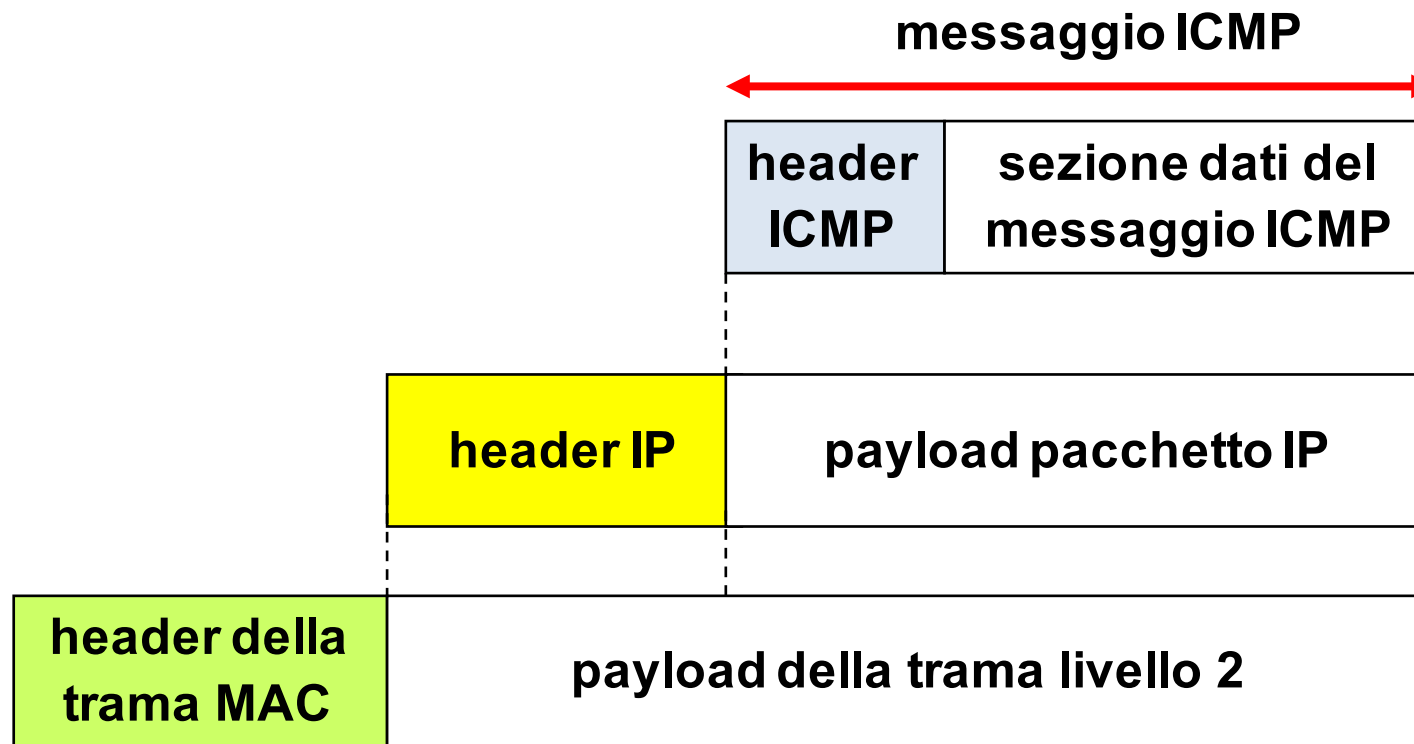 messaggio ICMP
header
ICMP
sezione dati del
messaggio ICMP
header IP
payload pacchetto IP
header della
trama MAC
payload della trama livello 2